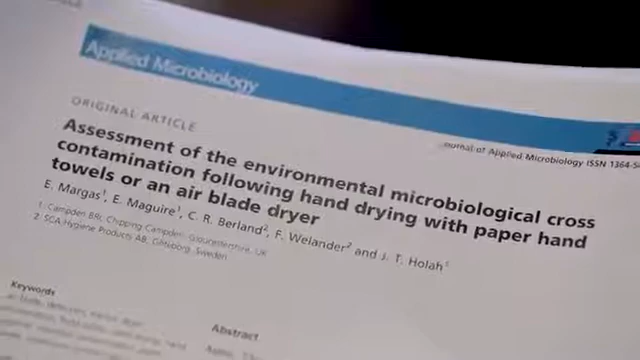 Applied Microbiology
Journal of Applied Microbiology ISSN 1364-5
ORIGINAL ARTICLE
Assessment of the environmental microbiological cross
contamination following hand drying with paper hand
towels or an air blade dryer
E. Margas¹, E. Maguire¹, C. R. Berland², F. Welander² and J. T. Holah¹
1 Campden BRI, Chipping Campden, Gloucestershire, UK
2 SCA Hygiene Products AB, Göteborg, Sweden
Keywords
Abstract